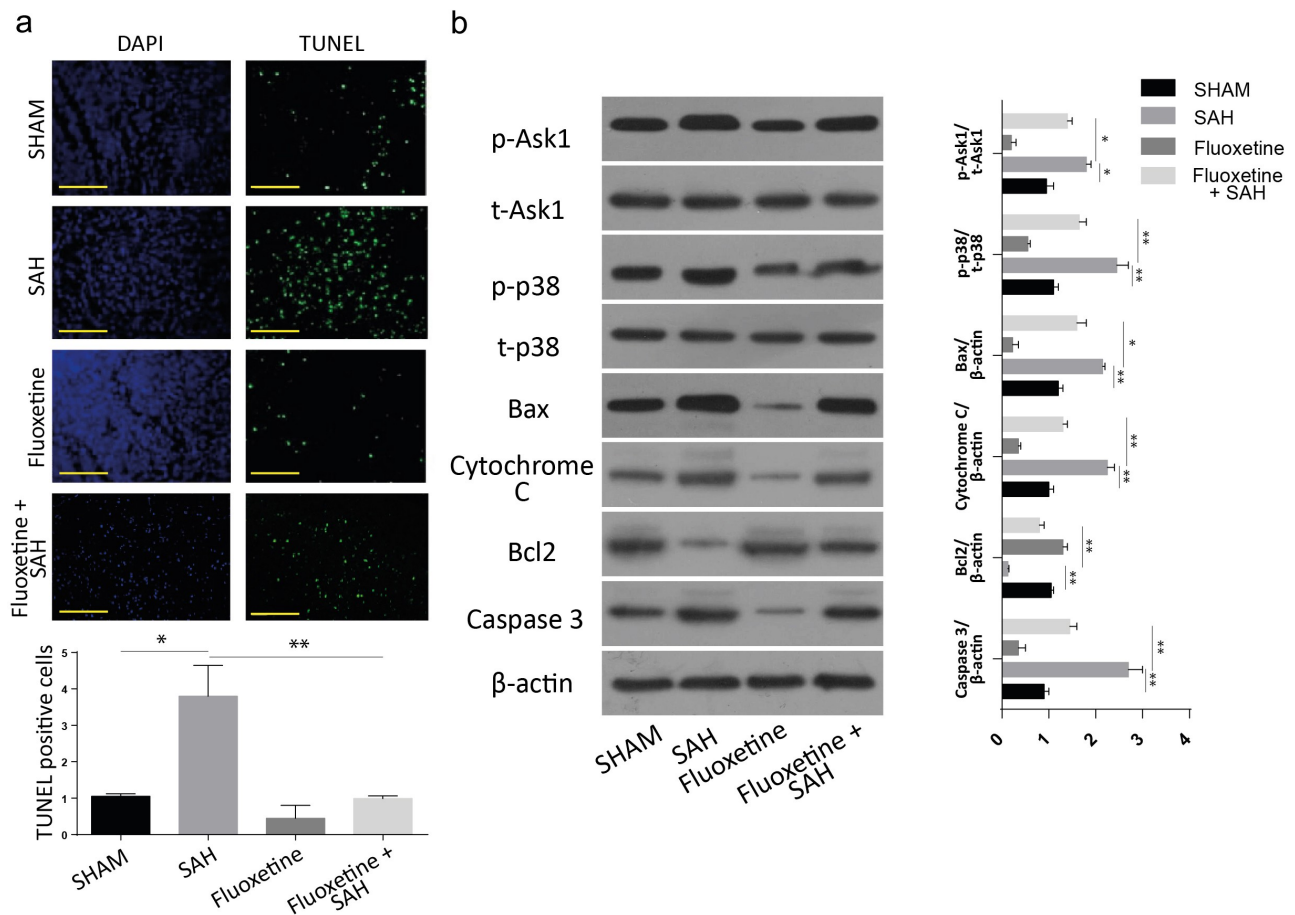 a
DAPI
TUNEL
SHAM
SAH
Fluoxetine
Fluoxetine +
SAH
TUNEL positive cells
5
4
3
2
1
0
*
**
SHAM
SAH
Fluoxetine
Fluoxetine +
SAH
b
p-Ask1
t-Ask1
p-p38
t-p38
Bax
Cytochrome
C
Bcl2
Caspase 3
β-actin
SHAM
SAH
Fluoxetine
Fluoxetine +
SAH
SHAM
SAH
Fluoxetine
Fluoxetine
+ SAH
p-Ask1/
t-Ask1
*
*
p-p38/
t-p38
**
**
Bax/
β-actin
*
**
Cytochrome C/
β-actin
**
**
Bcl2/
β-actin
**
**
Caspase 3/
β-actin
**
**
0
1
2
3
4